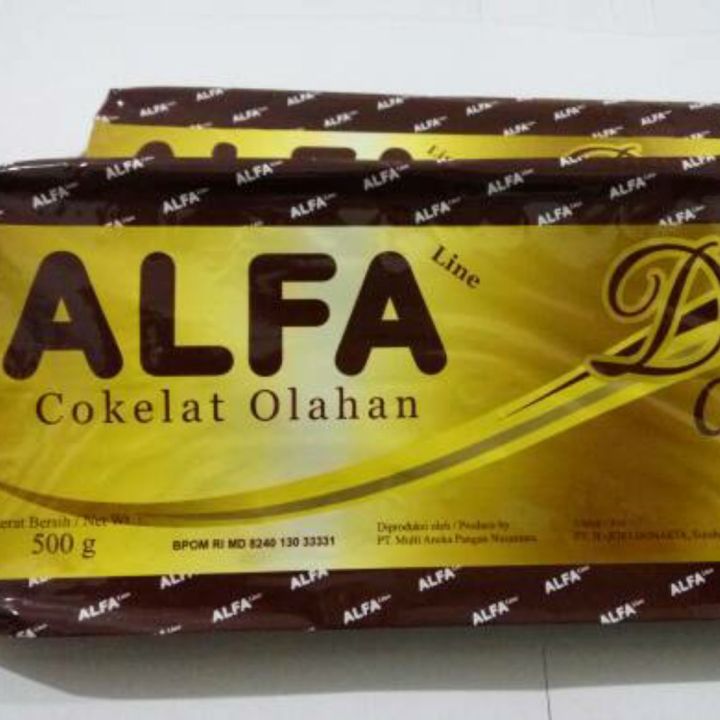 ALFA Line
Cokelat Olahan
Berat Bersih / Net Wt.
500 g
BPOM RI MD 8240 130 33331
Diproduksi oleh / Produce by
PT. Multi Aneka Pangan Nusantara